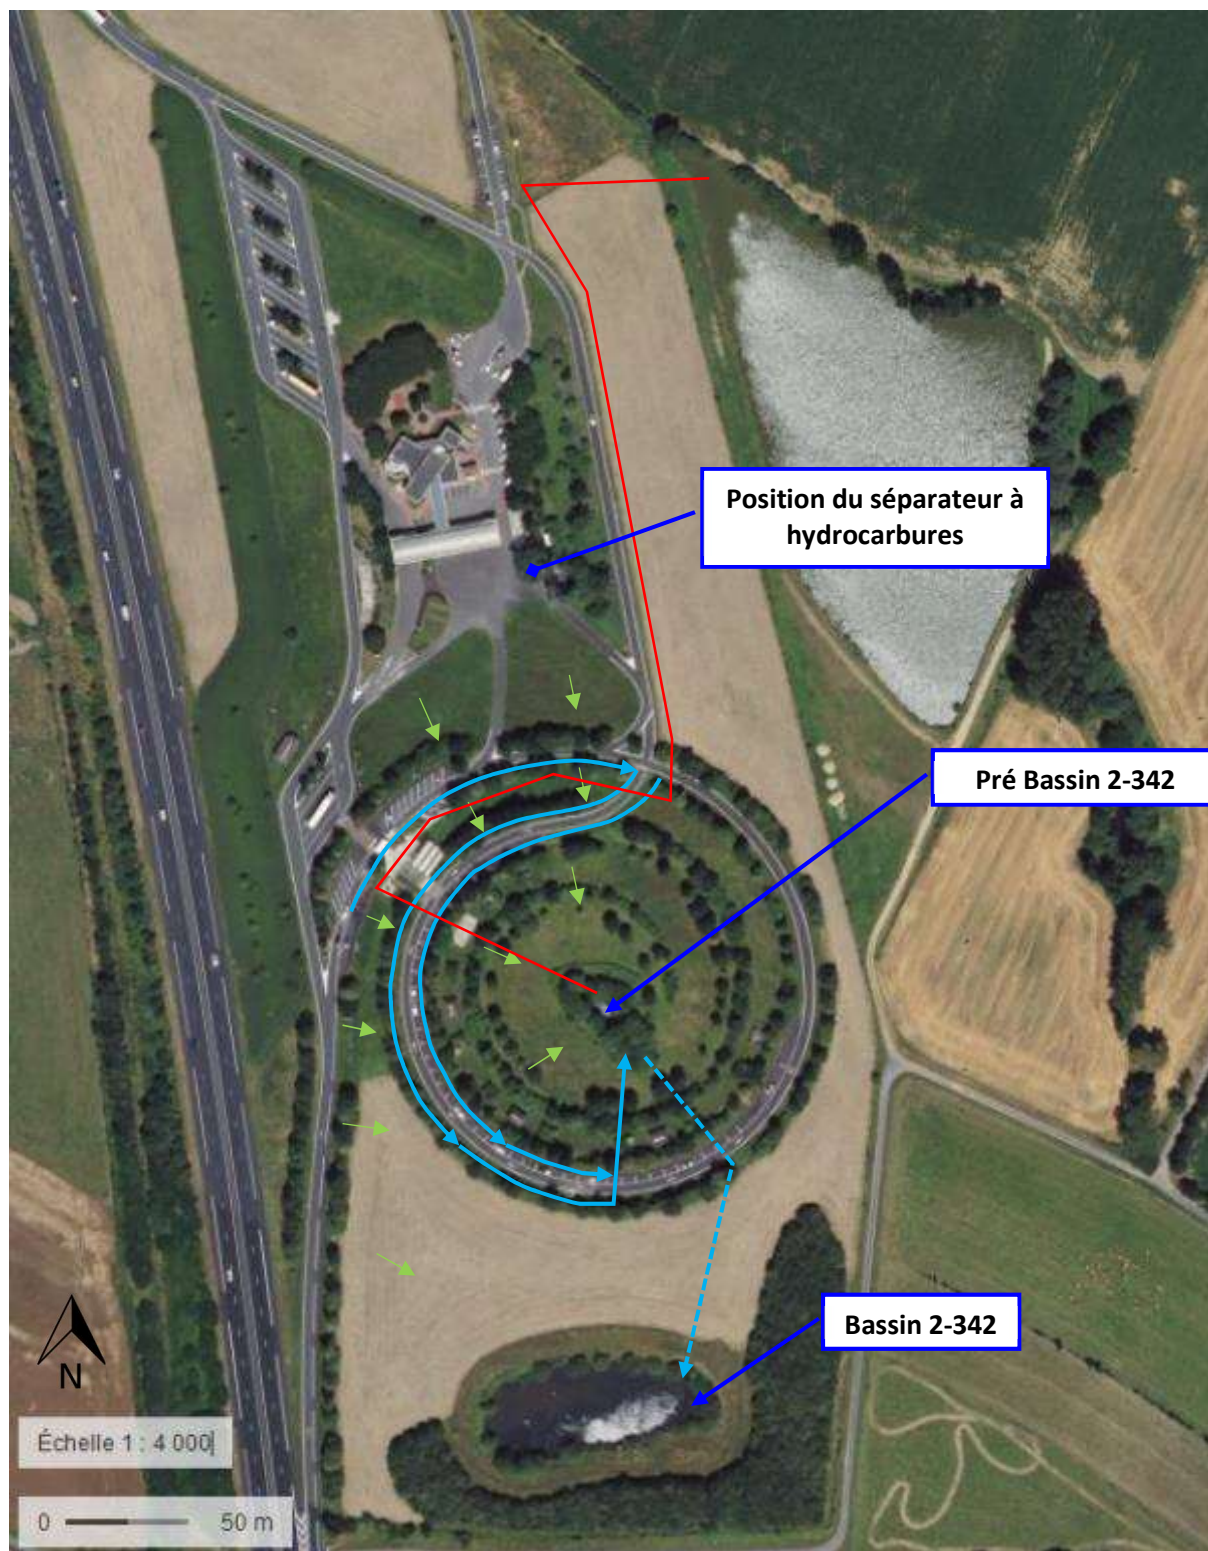 Position du séparateur à
hydrocarbures
Pré Bassin 2-342
Bassin 2-342
N
Échelle 1 : 4 000
0 50 m